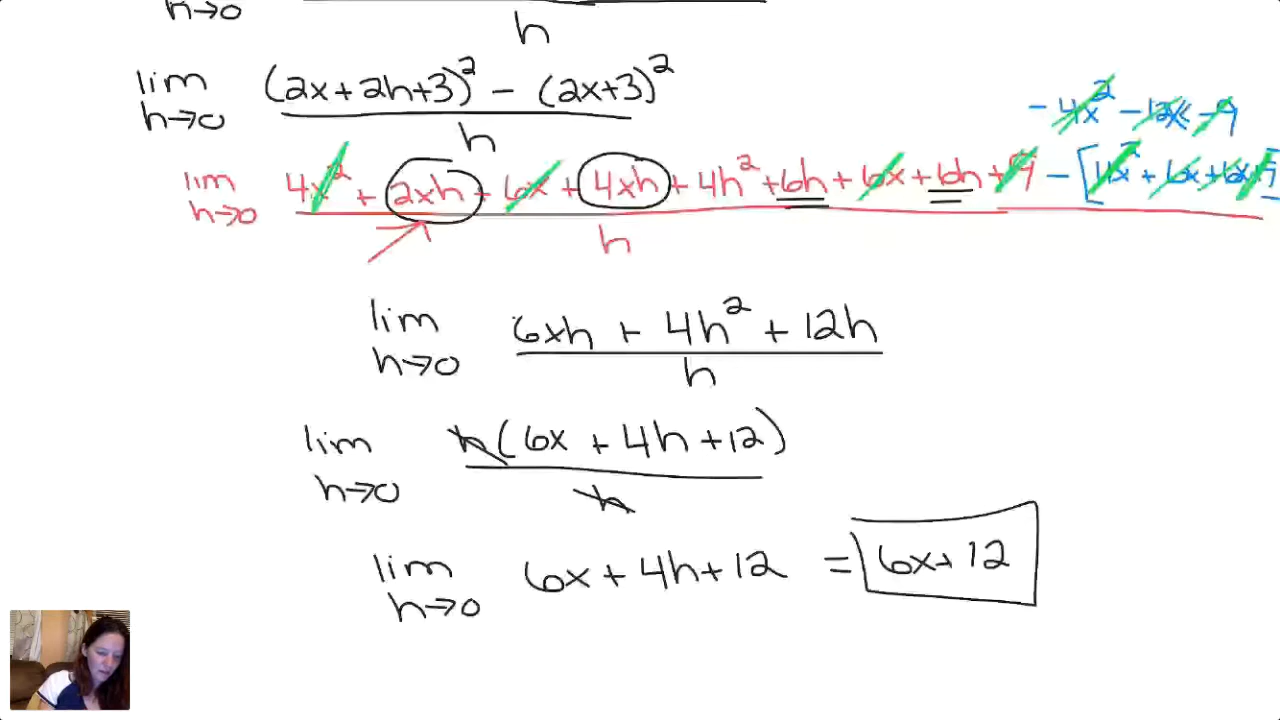 h→0
h
lim (2x+2h+3)² − (2x+3)²
h→0 h
− 4x² − 12x − 9
lim 4x² + 2xh + 6x + 4xh + 4h² + 6h + 6x + 6h + 9 − [4x² + 6x + 6x + 9
h→0 h
lim 6xh + 4h² + 12h
h→0 h
lim h(6x + 4h + 12)
h→0 h
lim 6x + 4h + 12 = 6x + 12
h→0